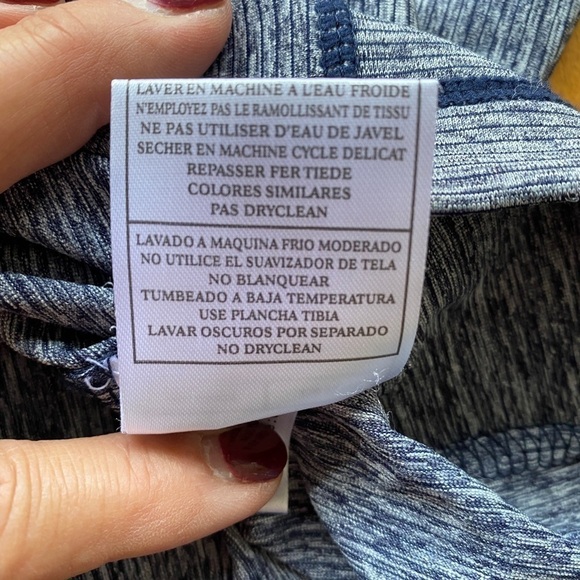 LAVER EN MACHINE A L'EAU FROIDE
N'EMPLOYEZ PAS LE RAMOLLISSANT DE TISSU
NE PAS UTILISER D'EAU DE JAVEL
SECHER EN MACHINE CYCLE DELICAT
REPASSER FER TIEDE
COLORES SIMILARES
PAS DRYCLEAN
LAVADO A MAQUINA FRIO MODERADO
NO UTILICE EL SUAVIZADOR DE TELA
NO BLANQUEAR
TUMBEADO A BAJA TEMPERATURA
USE PLANCHA TIBIA
LAVAR OSCUROS POR SEPARADO
NO DRYCLEAN